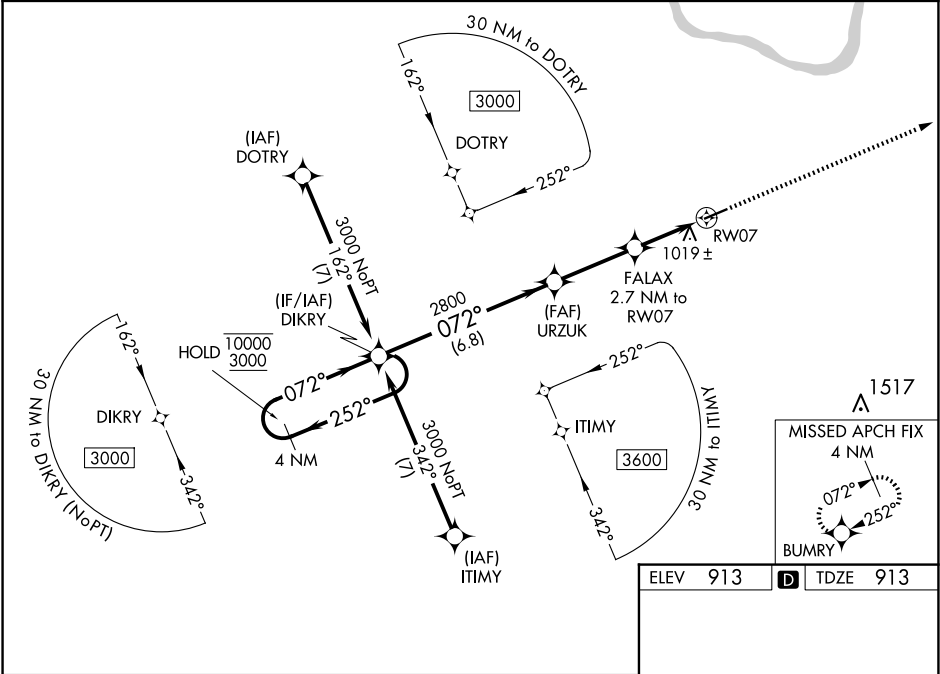 30 NM to DOTRY
162°
3000
DOTRY
252°
(IAF)
DOTRY
3000 NoPT
162°
(7)
RW07
1019 ±
FALAX
2.7 NM to
RW07
(IF/IAF)
DIKRY
2800
072°
(6.8)
(FAF)
URZUK
HOLD
10000
3000
072°
252°
4 NM
162°
DIKRY
3000
342°
30 NM to DIKRY (NoPT)
3000 NoPT
342°
(7)
(IAF)
ITIMY
252°
ITIMY
3600
342°
30 NM to ITIMY
1517
MISSED APCH FIX
4 NM
072°
252°
BUMRY
ELEV 913 D TDZE 913